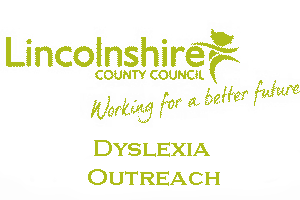 Lincolnshire
COUNTY COUNCIL
Working for a better future
DYSLEXIA
OUTREACH